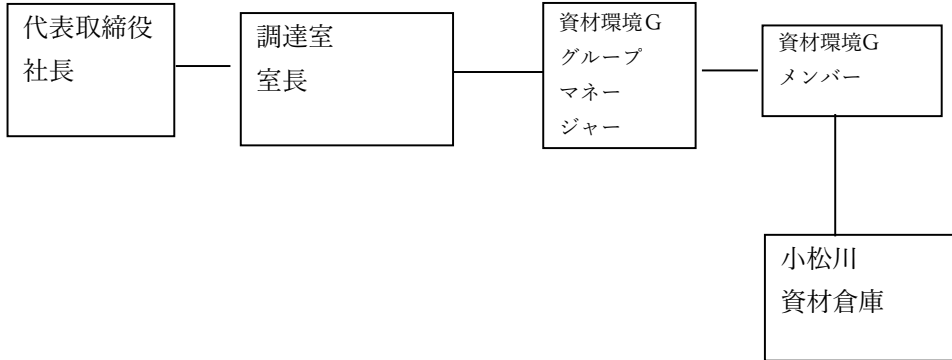 代表取締役
社長
調達室
室長
資材環境Ｇ
グループ
マネー
ジャー
資材環境G
メンバー
小松川
資材倉庫